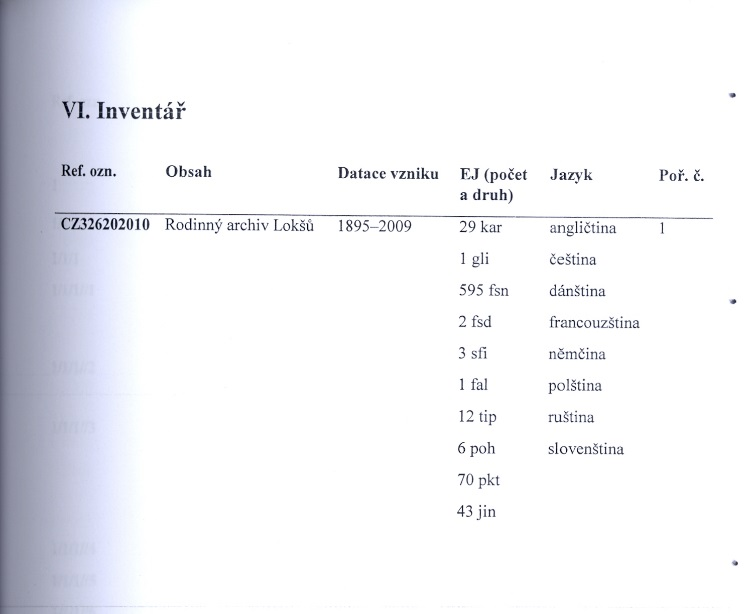 VI. Inventář
Ref. ozn. Obsah Datace vzniku EJ (počet a druh) Jazyk Poř. č.
CZ326202010 Rodinný archiv Lokšů 1895–2009 29 kar angličtina 1
1 gli čeština
595 fsn dánština
2 fsd francouzština
3 sfi němčina
1 fal polština
12 tip ruština
6 poh slovenština
70 pkt
43 jin